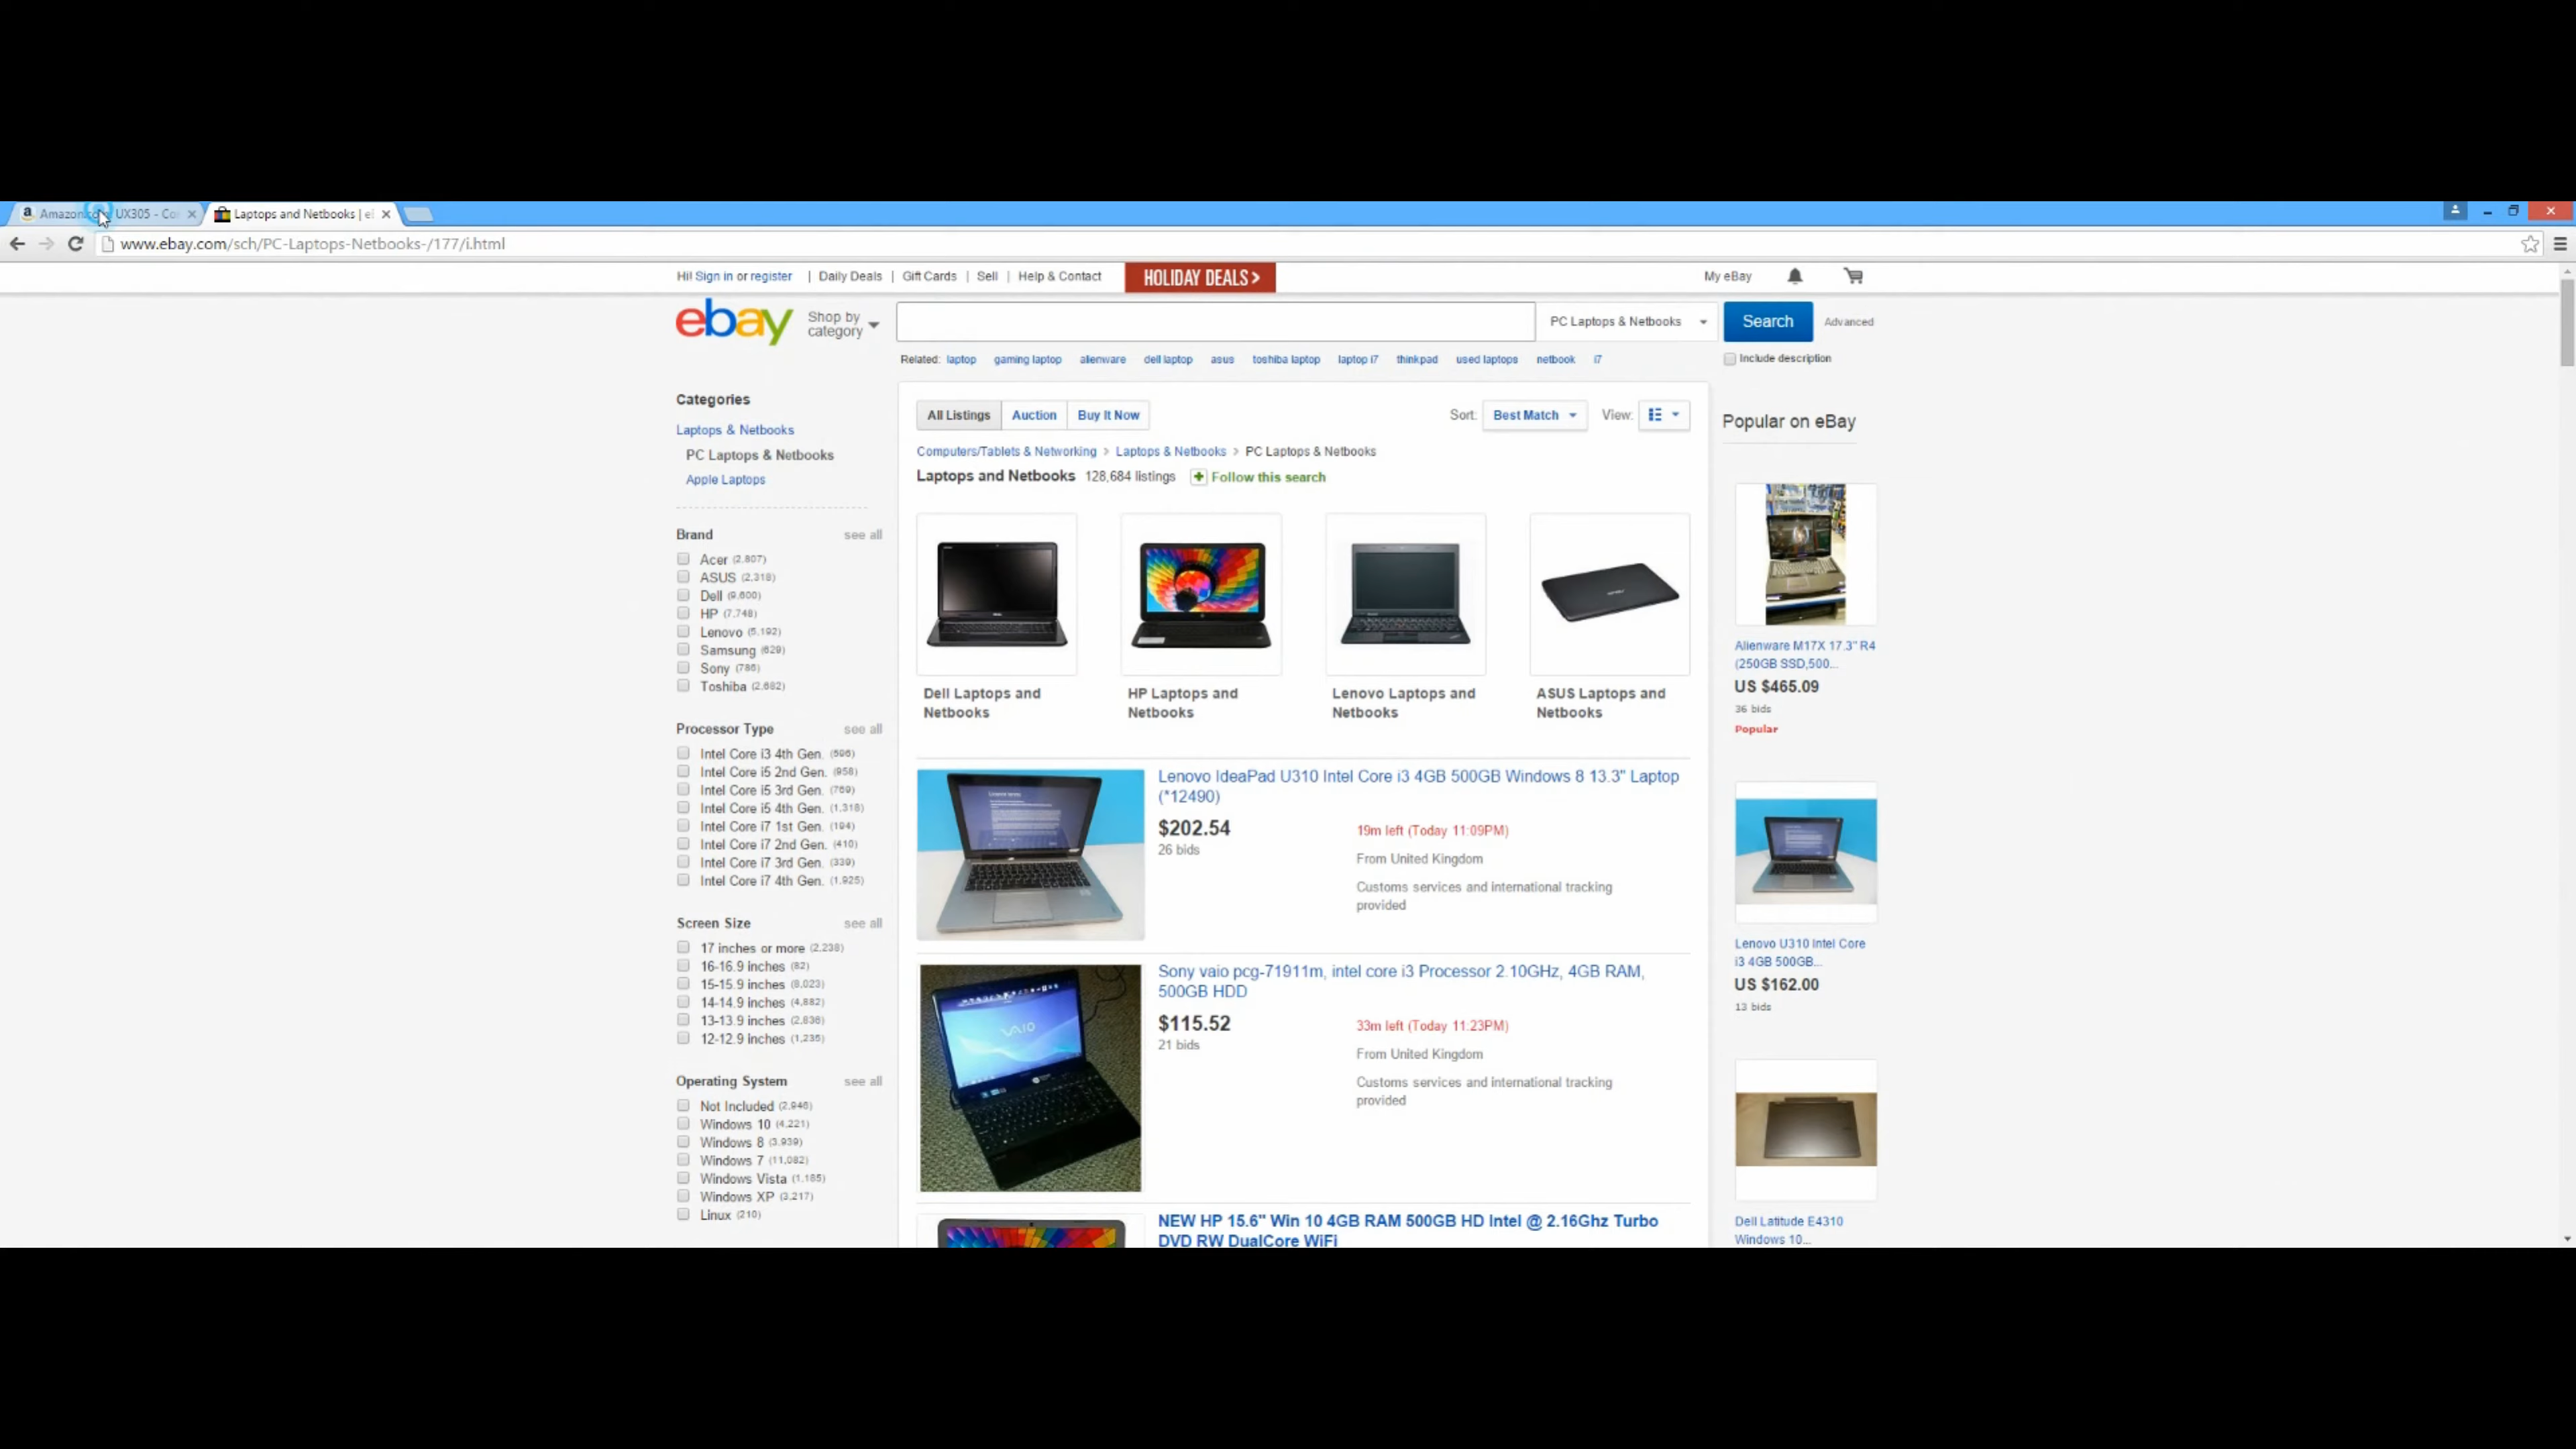 UX305 - Co
Laptops and Netbooks | e
www.ebay.com/sch/PC-Laptops-Netbooks-/177/i.html
Hi! Sign in or register | Daily Deals | Gift Cards | Sell | Help & Contact HOLIDAY DEALS > My eBay
ebay Shop by category PC Laptops & Netbooks Search Advanced
Related: laptop gaming laptop alienware dell laptop asus toshiba laptop laptop i7 thinkpad used laptops netbook i7 Include description
Categories
Laptops & Netbooks
PC Laptops & Netbooks
Apple Laptops
Brand see all
Acer (2,807)
ASUS (2,318)
Dell (9,600)
HP (7,748)
Lenovo (5,192)
Samsung (629)
Sony (786)
Toshiba (2,682)
Processor Type see all
Intel Core i3 4th Gen. (696)
Intel Core i5 2nd Gen. (958)
Intel Core i5 3rd Gen. (769)
Intel Core i5 4th Gen. (1,318)
Intel Core i7 1st Gen. (194)
Intel Core i7 2nd Gen. (410)
Intel Core i7 3rd Gen. (339)
Intel Core i7 4th Gen. (1,925)
Screen Size see all
17 inches or more (2,238)
16-16.9 inches (82)
15-15.9 inches (8,023)
14-14.9 inches (4,882)
13-13.9 inches (2,836)
12-12.9 inches (1,235)
Operating System see all
Not Included (2,946)
Windows 10 (4,221)
Windows 8 (3,939)
Windows 7 (11,082)
Windows Vista (1,185)
Windows XP (3,217)
Linux (210)
All Listings Auction Buy It Now Sort: Best Match View:
Computers/Tablets & Networking > Laptops & Netbooks > PC Laptops & Netbooks
Laptops and Netbooks 128,684 listings + Follow this search
Dell Laptops and
Netbooks
HP Laptops and
Netbooks
Lenovo Laptops and
Netbooks
ASUS Laptops and
Netbooks
Lenovo IdeaPad U310 Intel Core i3 4GB 500GB Windows 8 13.3" Laptop
(*12490)
$202.54 19m left (Today 11:09PM)
26 bids
From United Kingdom
Customs services and international tracking
provided
VAIO
Sony vaio pcg-71911m, intel core i3 Processor 2.10GHz, 4GB RAM,
500GB HDD
$115.52 33m left (Today 11:23PM)
21 bids
From United Kingdom
Customs services and international tracking
provided
NEW HP 15.6" Win 10 4GB RAM 500GB HD Intel @ 2.16Ghz Turbo
DVD RW DualCore WiFi
Popular on eBay
Alienware M17X 17.3" R4
(250GB SSD,500...
US $465.09
36 bids
Popular
Lenovo U310 Intel Core
i3 4GB 500GB...
US $162.00
13 bids
Dell Latitude E4310
Windows 10...